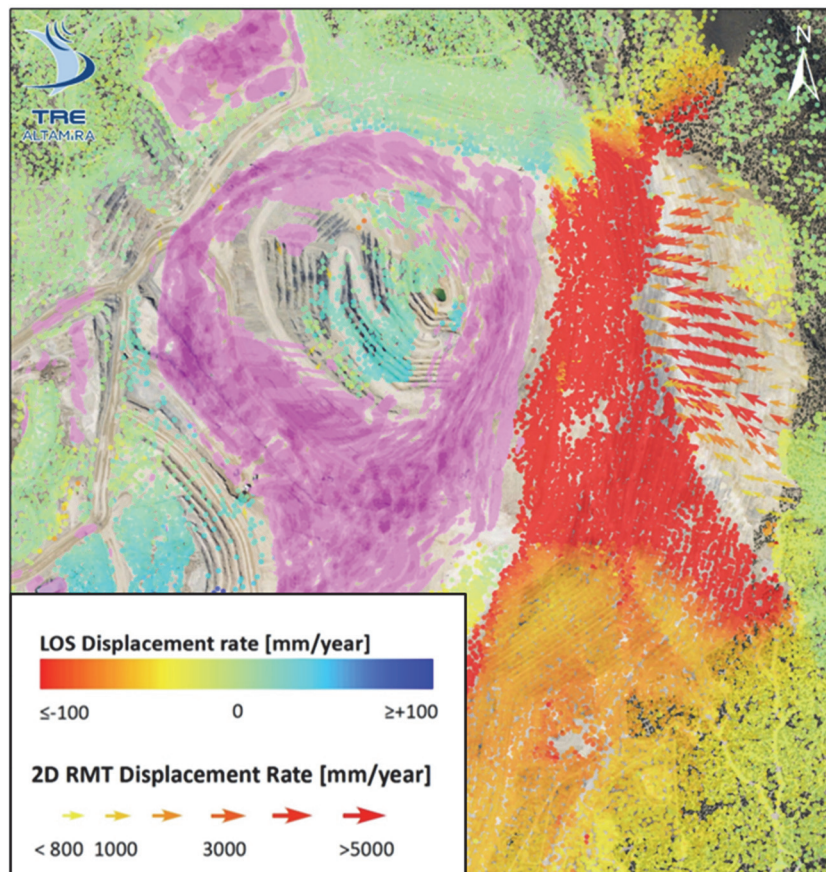 TRE
ALTAMIRA
N
LOS Displacement rate [mm/year]
≤-100 0 ≥+100
2D RMT Displacement Rate [mm/year]
< 800 1000 3000 >5000